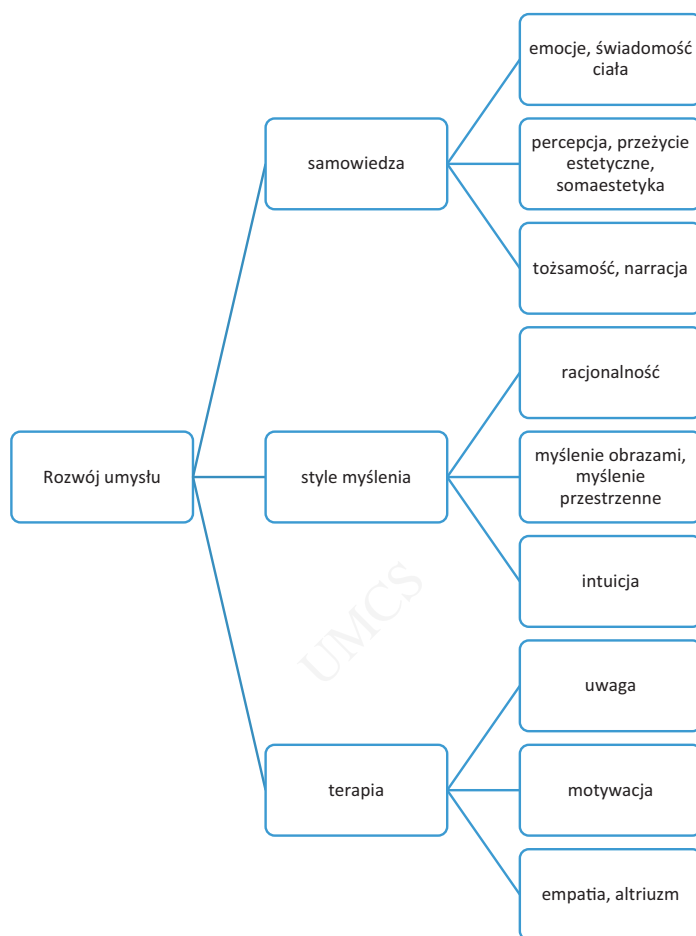 emocje, świadomość
ciała
samowiedza
percepcja, przeżycie
estetyczne,
somaestetyka
tożsamość, narracja
racjonalność
Rozwój umysłu
style myślenia
myślenie obrazami,
myślenie
przestrzenne
intuicja
UMCS
uwaga
terapia
motywacja
empatia, altriuzm